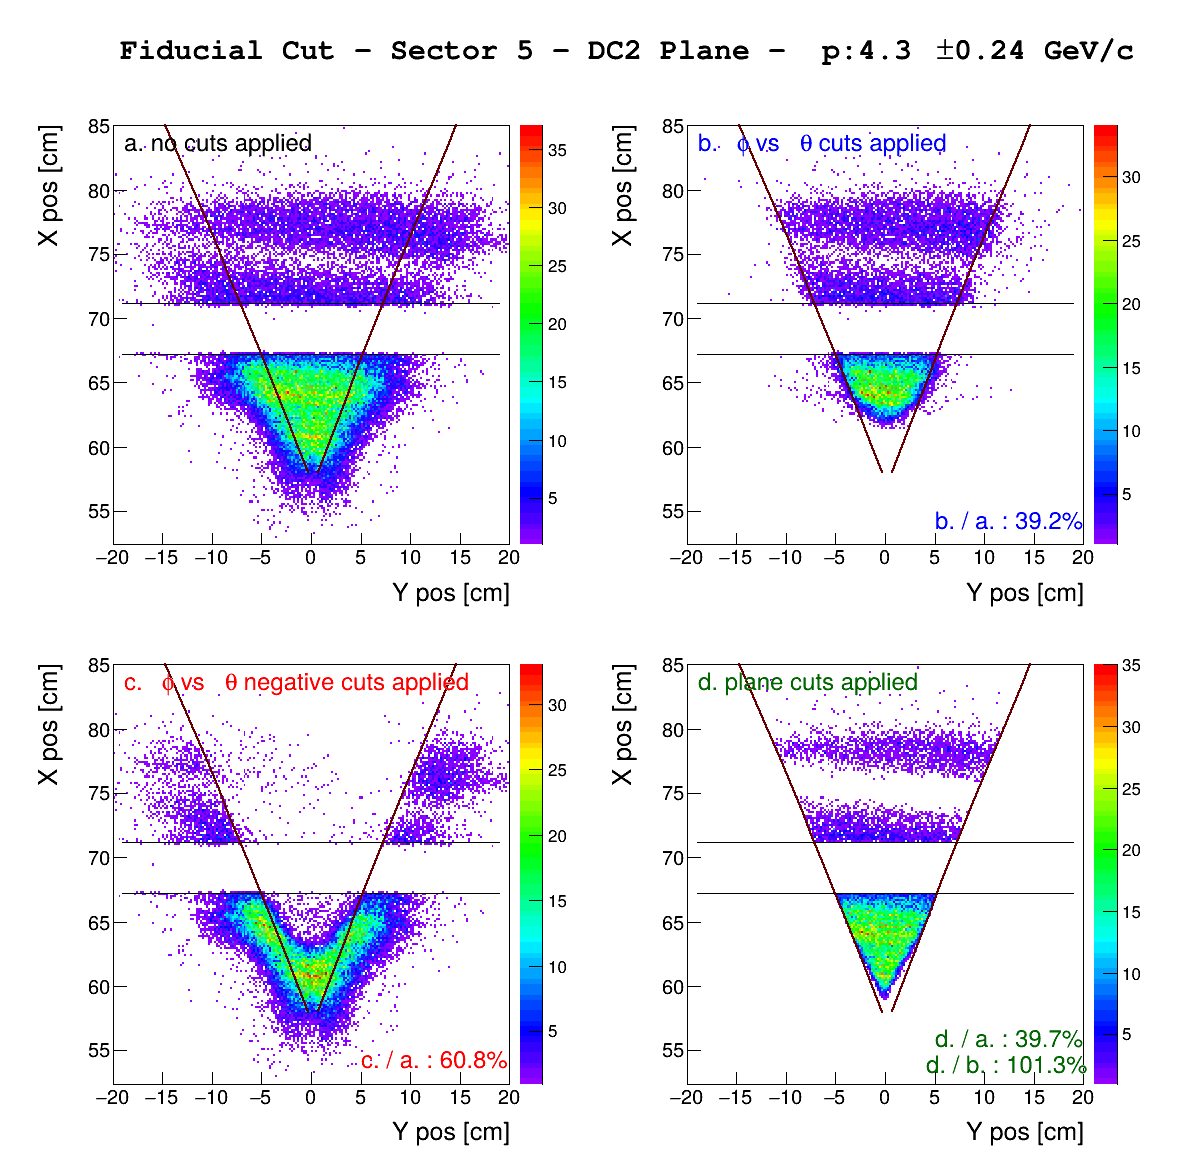 Fiducial Cut – Sector 5 – DC2 Plane – p:4.3 ±0.24 GeV/c
X pos [cm]
85
80
75
70
65
60
55
a. no cuts applied
35
30
25
20
15
10
5
−20 −15 −10 −5 0 5 10 15 20
Y pos [cm]
X pos [cm]
85
80
75
70
65
60
55
b. ϕ vs θ cuts applied
b. / a. : 39.2%
30
25
20
15
10
5
−20 −15 −10 −5 0 5 10 15 20
Y pos [cm]
X pos [cm]
85
80
75
70
65
60
55
c. ϕ vs θ negative cuts applied
c. / a. : 60.8%
30
25
20
15
10
5
−20 −15 −10 −5 0 5 10 15 20
Y pos [cm]
X pos [cm]
85
80
75
70
65
60
55
d. plane cuts applied
d. / a. : 39.7%
d. / b. : 101.3%
35
30
25
20
15
10
5
−20 −15 −10 −5 0 5 10 15 20
Y pos [cm]